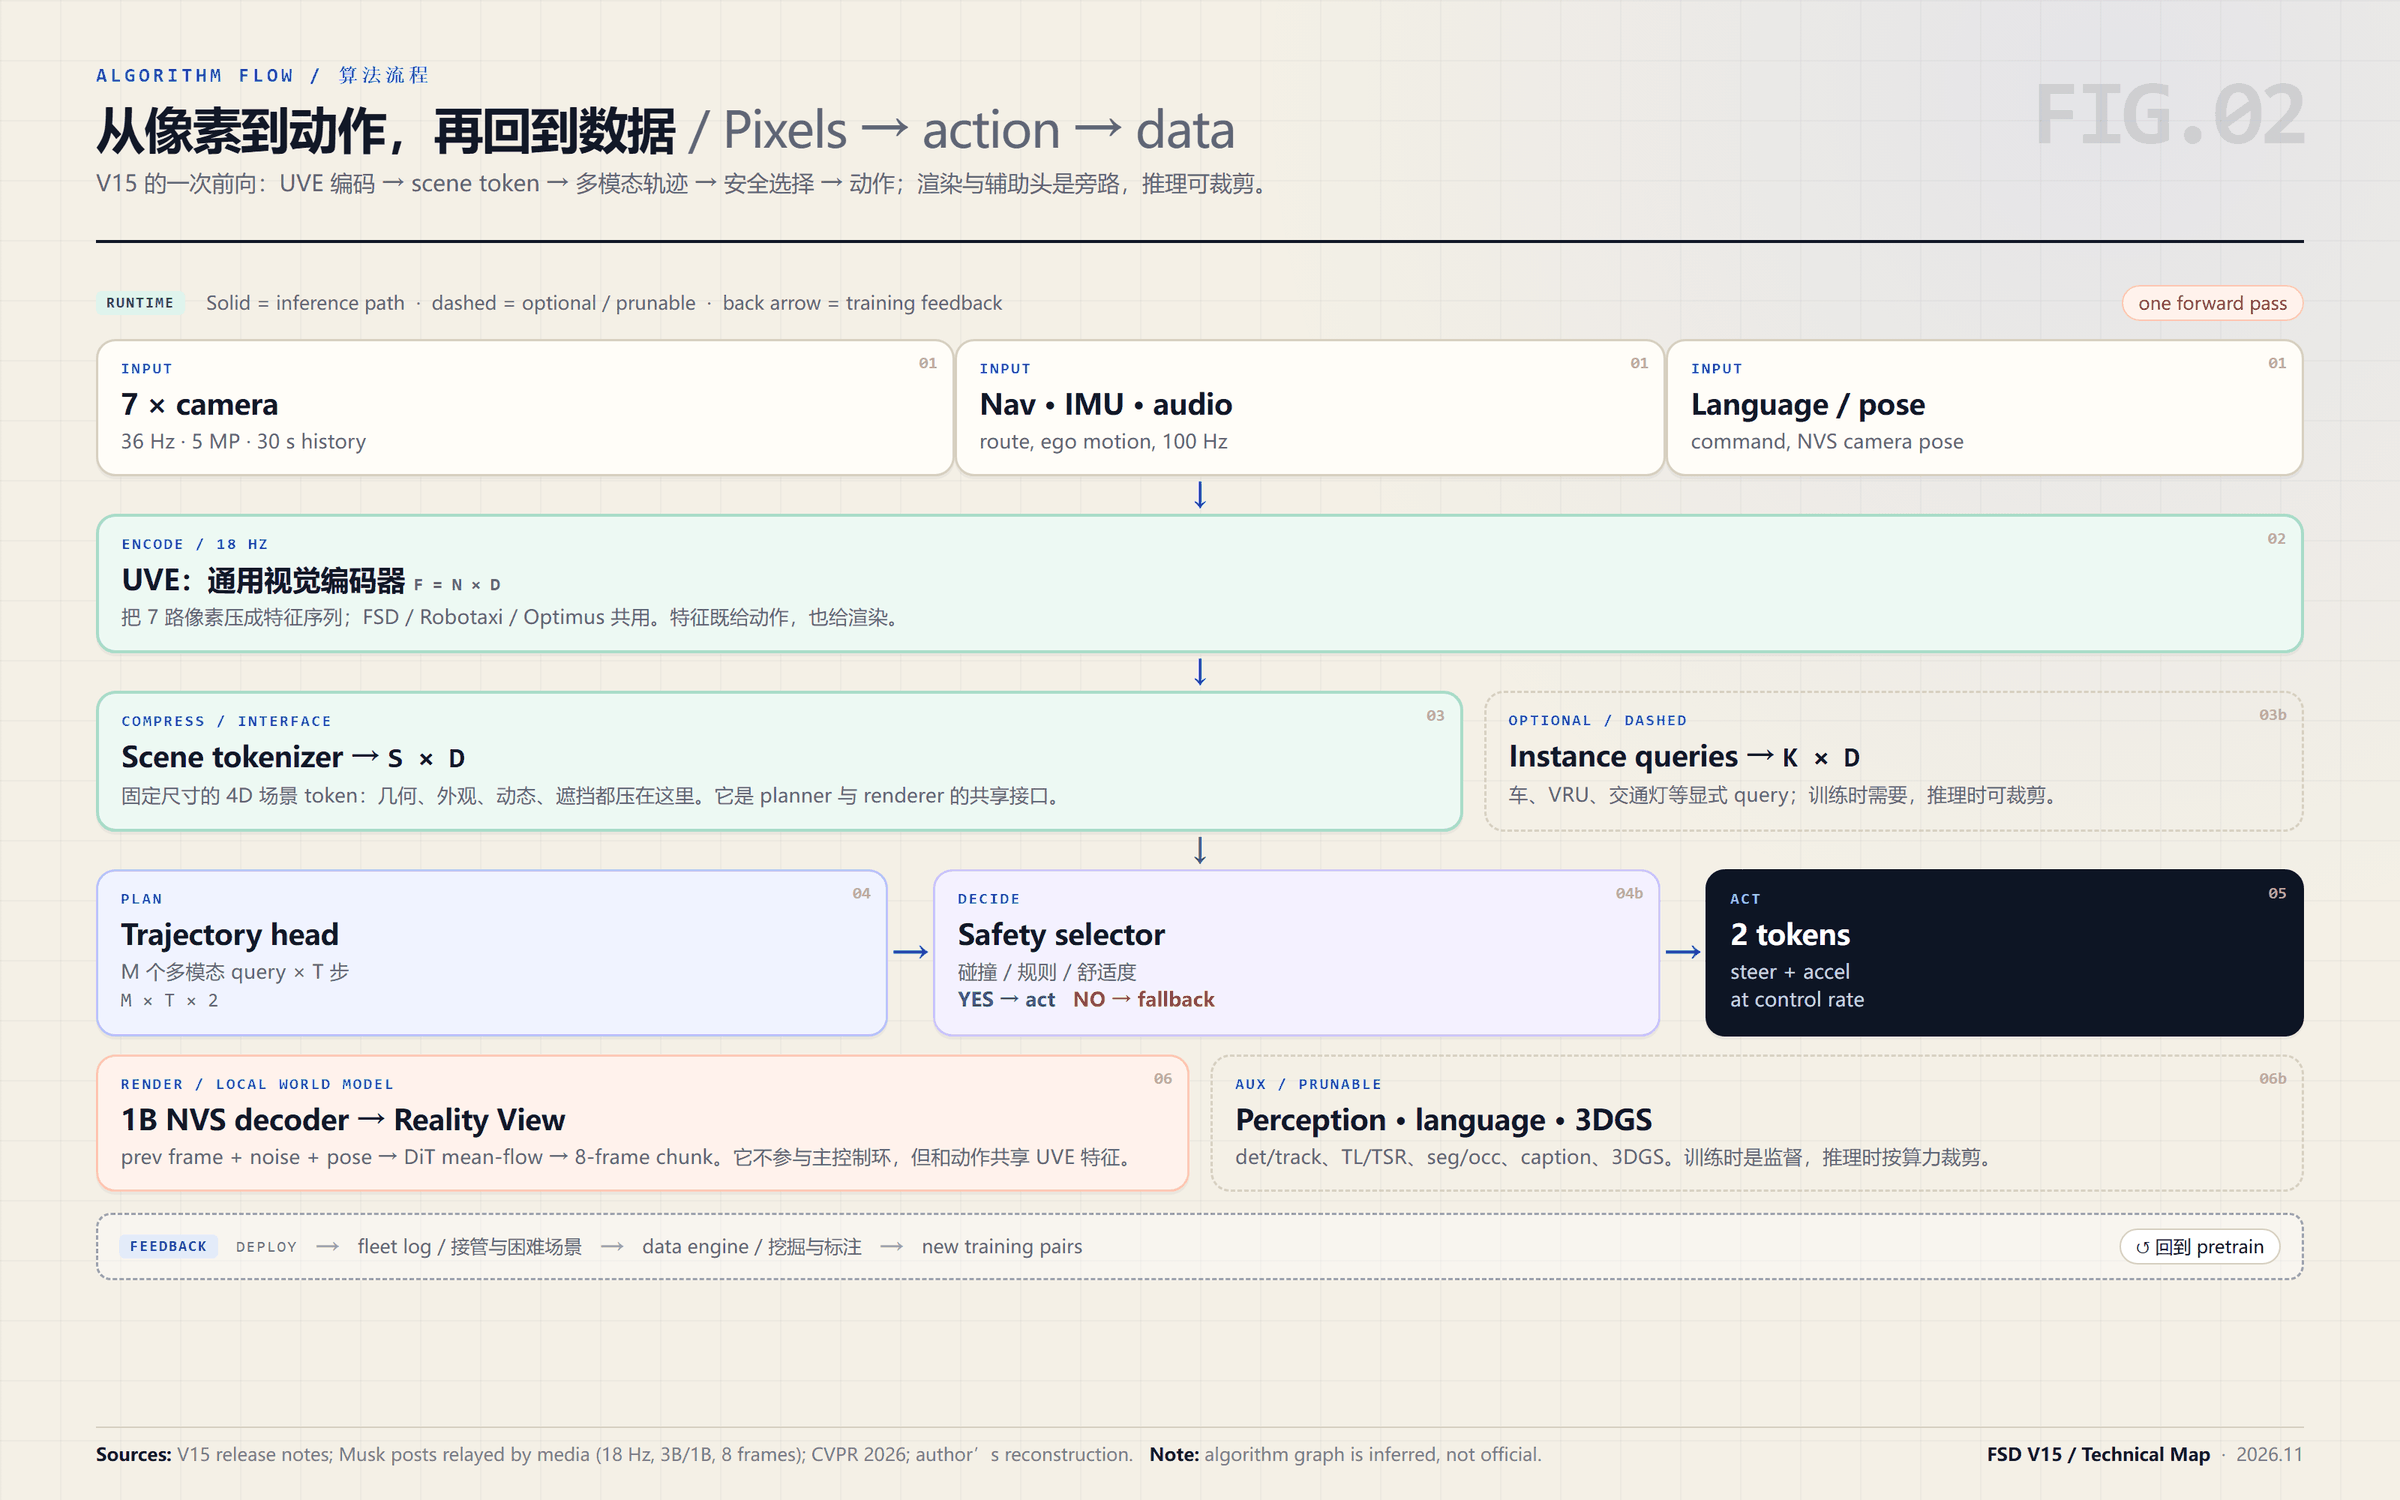 ALGORITHM FLOW / 算法流程
FIG.02
从像素到动作，再回到数据 / Pixels → action → data
V15 的一次前向：UVE 编码 → scene token → 多模态轨迹 → 安全选择 → 动作；渲染与辅助头是旁路，推理可裁剪。
RUNTIME Solid = inference path · dashed = optional / prunable · back arrow = training feedback
one forward pass
INPUT 01
7 × camera
36 Hz · 5 MP · 30 s history
INPUT 01
Nav • IMU • audio
route, ego motion, 100 Hz
INPUT 01
Language / pose
command, NVS camera pose
↓
ENCODE / 18 HZ 02
UVE：通用视觉编码器 F = N × D
把 7 路像素压成特征序列；FSD / Robotaxi / Optimus 共用。特征既给动作，也给渲染。
↓
COMPRESS / INTERFACE 03
Scene tokenizer → S × D
固定尺寸的 4D 场景 token：几何、外观、动态、遮挡都压在这里。它是 planner 与 renderer 的共享接口。
OPTIONAL / DASHED 03b
Instance queries → K × D
车、VRU、交通灯等显式 query；训练时需要，推理时可裁剪。
↓
PLAN 04
Trajectory head
M 个多模态 query × T 步
M × T × 2
→
DECIDE 04b
Safety selector
碰撞 / 规则 / 舒适度
YES → act NO → fallback
→
ACT 05
2 tokens
steer + accel
at control rate
RENDER / LOCAL WORLD MODEL 06
1B NVS decoder → Reality View
prev frame + noise + pose → DiT mean-flow → 8-frame chunk。它不参与主控制环，但和动作共享 UVE 特征。
AUX / PRUNABLE 06b
Perception • language • 3DGS
det/track、TL/TSR、seg/occ、caption、3DGS。训练时是监督，推理时按算力裁剪。
FEEDBACK DEPLOY → fleet log / 接管与困难场景 → data engine / 挖掘与标注 → new training pairs
↺ 回到 pretrain
Sources: V15 release notes; Musk posts relayed by media (18 Hz, 3B/1B, 8 frames); CVPR 2026; author’s reconstruction. Note: algorithm graph is inferred, not official.
FSD V15 / Technical Map · 2026.11